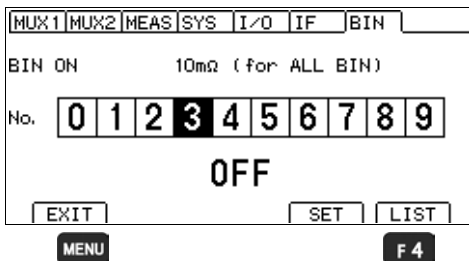 MUX1 MUX2 MEAS SYS I/O IF BIN
BIN ON 10mΩ (for ALL BIN)
No. 0 1 2 3 4 5 6 7 8 9
OFF
EXIT SET LIST
MENU F 4